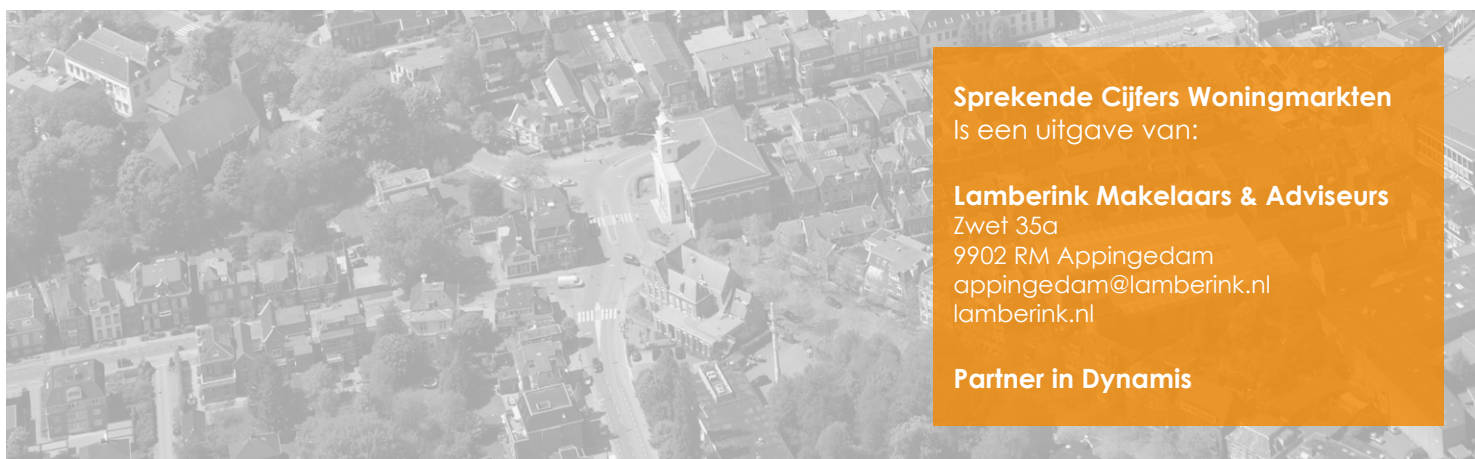 Sprekende Cijfers Woningmarkten
Is een uitgave van:
Lamberink Makelaars & Adviseurs
Zwet 35a
9902 RM Appingedam
appingedam@lamberink.nl
lamberink.nl
Partner in Dynamis